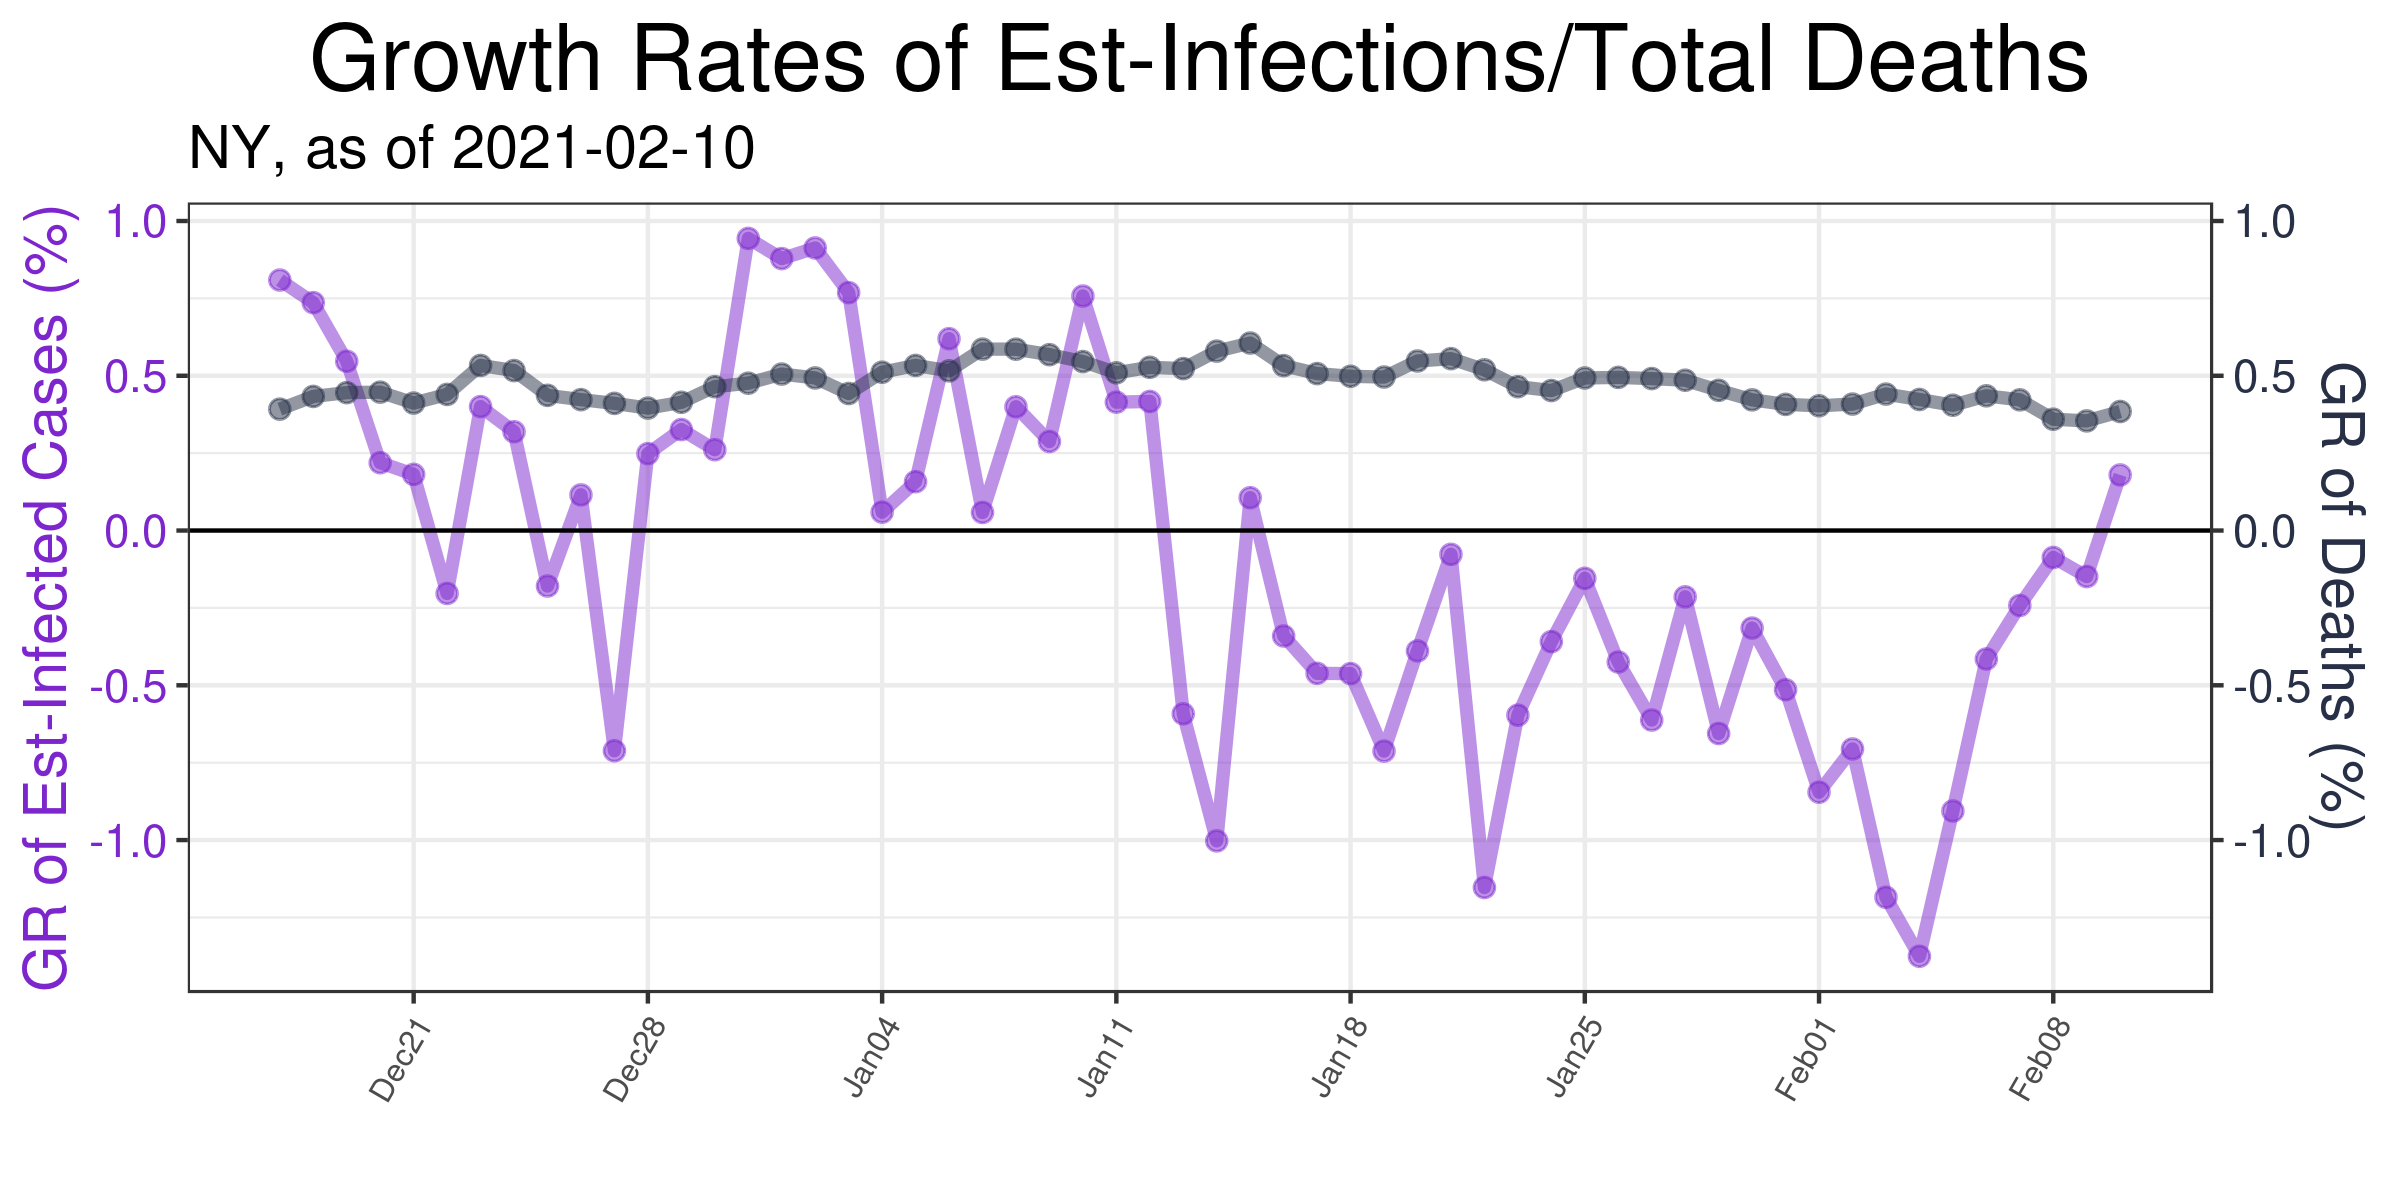 Growth Rates of Est-Infections/Total Deaths
NY, as of 2021-02-10
GR of Est-Infected Cases (%)
1.0
0.5
0.0
-0.5
-1.0
1.0
0.5
0.0
-0.5
-1.0
GR of Deaths (%)
Dec21
Dec28
Jan04
Jan11
Jan18
Jan25
Feb01
Feb08